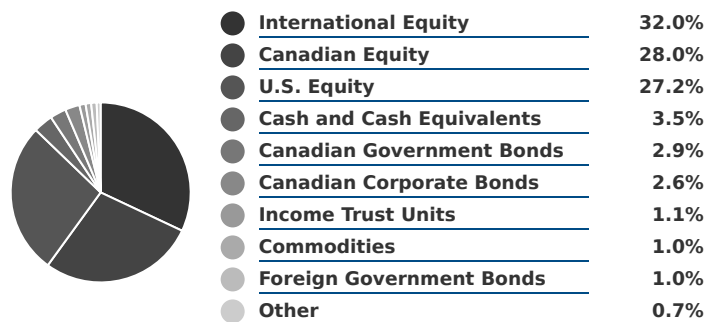 International Equity 32.0%
Canadian Equity 28.0%
U.S. Equity 27.2%
Cash and Cash Equivalents 3.5%
Canadian Government Bonds 2.9%
Canadian Corporate Bonds 2.6%
Income Trust Units 1.1%
Commodities 1.0%
Foreign Government Bonds 1.0%
Other 0.7%